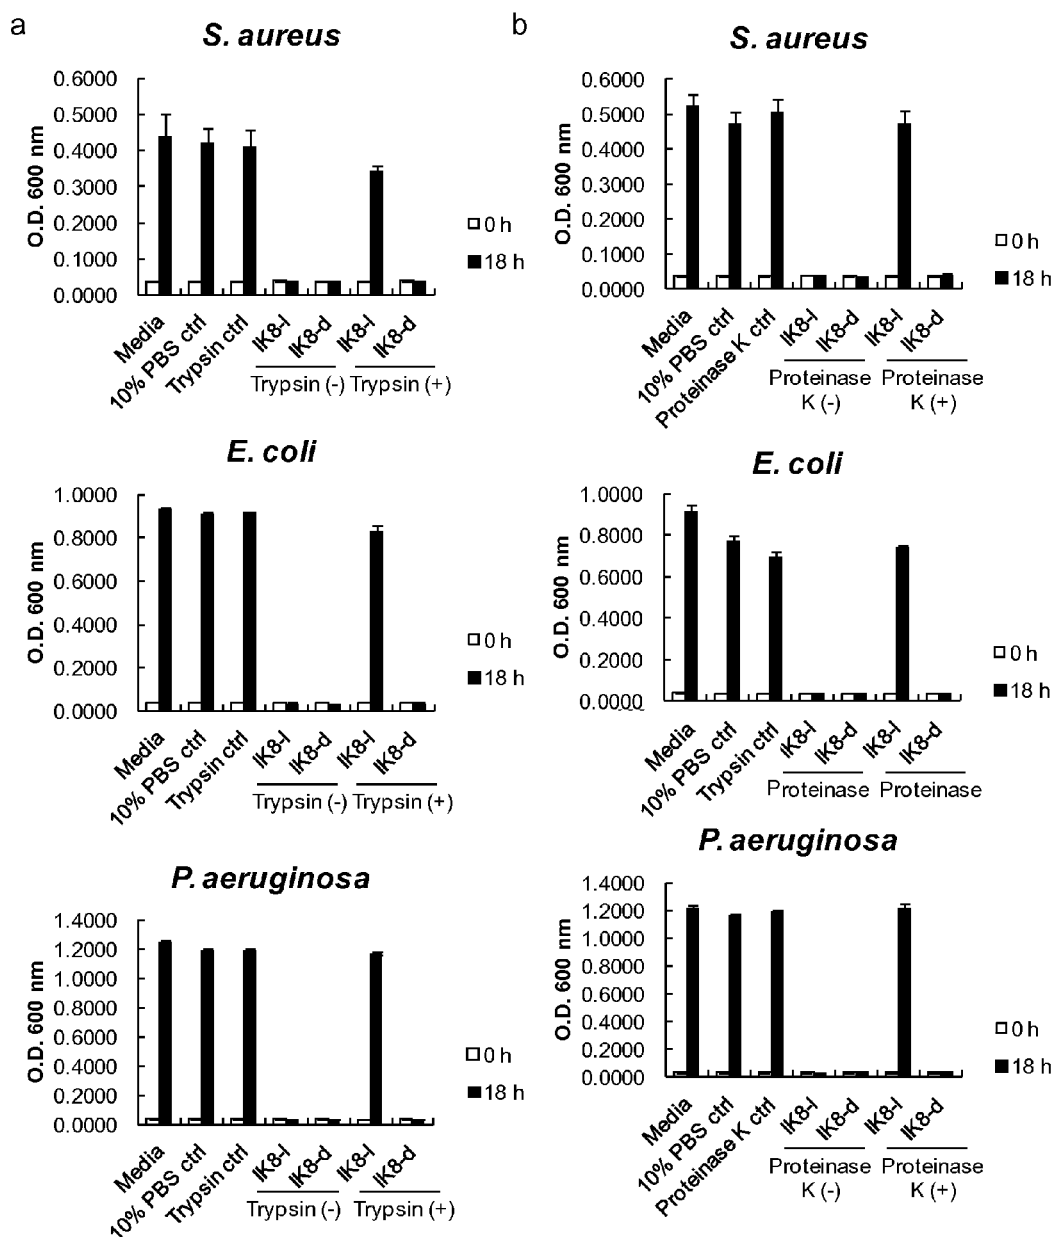 a
S. aureus
O.D. 600 nm
0.6000
0.5000
0.4000
0.3000
0.2000
0.1000
0.0000
0 h
18 h
Media
10% PBS ctrl
Trypsin ctrl
IK8-l
IK8-d
IK8-l
IK8-d
Trypsin (-)
Trypsin (+)
E. coli
O.D. 600 nm
1.0000
0.8000
0.6000
0.4000
0.2000
0.0000
0 h
18 h
Media
10% PBS ctrl
Trypsin ctrl
IK8-l
IK8-d
IK8-l
IK8-d
Trypsin (-)
Trypsin (+)
P. aeruginosa
O.D. 600 nm
1.4000
1.2000
1.0000
0.8000
0.6000
0.4000
0.2000
0.0000
0 h
18 h
Media
10% PBS ctrl
Trypsin ctrl
IK8-l
IK8-d
IK8-l
IK8-d
Trypsin (-)
Trypsin (+)
b
S. aureus
O.D. 600 nm
0.6000
0.5000
0.4000
0.3000
0.2000
0.1000
0.0000
0 h
18 h
Media
10% PBS ctrl
Proteinase K ctrl
IK8-l
IK8-d
IK8-l
IK8-d
Proteinase
K (-)
Proteinase
K (+)
E. coli
O.D. 600 nm
1.0000
0.8000
0.6000
0.4000
0.2000
0.0000
0 h
18 h
Media
10% PBS ctrl
Trypsin ctrl
IK8-l
IK8-d
IK8-l
IK8-d
Proteinase
Proteinase
P. aeruginosa
O.D. 600 nm
1.4000
1.2000
1.0000
0.8000
0.6000
0.4000
0.2000
0.0000
0 h
18 h
Media
10% PBS ctrl
Proteinase K ctrl
IK8-l
IK8-d
IK8-l
IK8-d
Proteinase
K (-)
Proteinase
K (+)